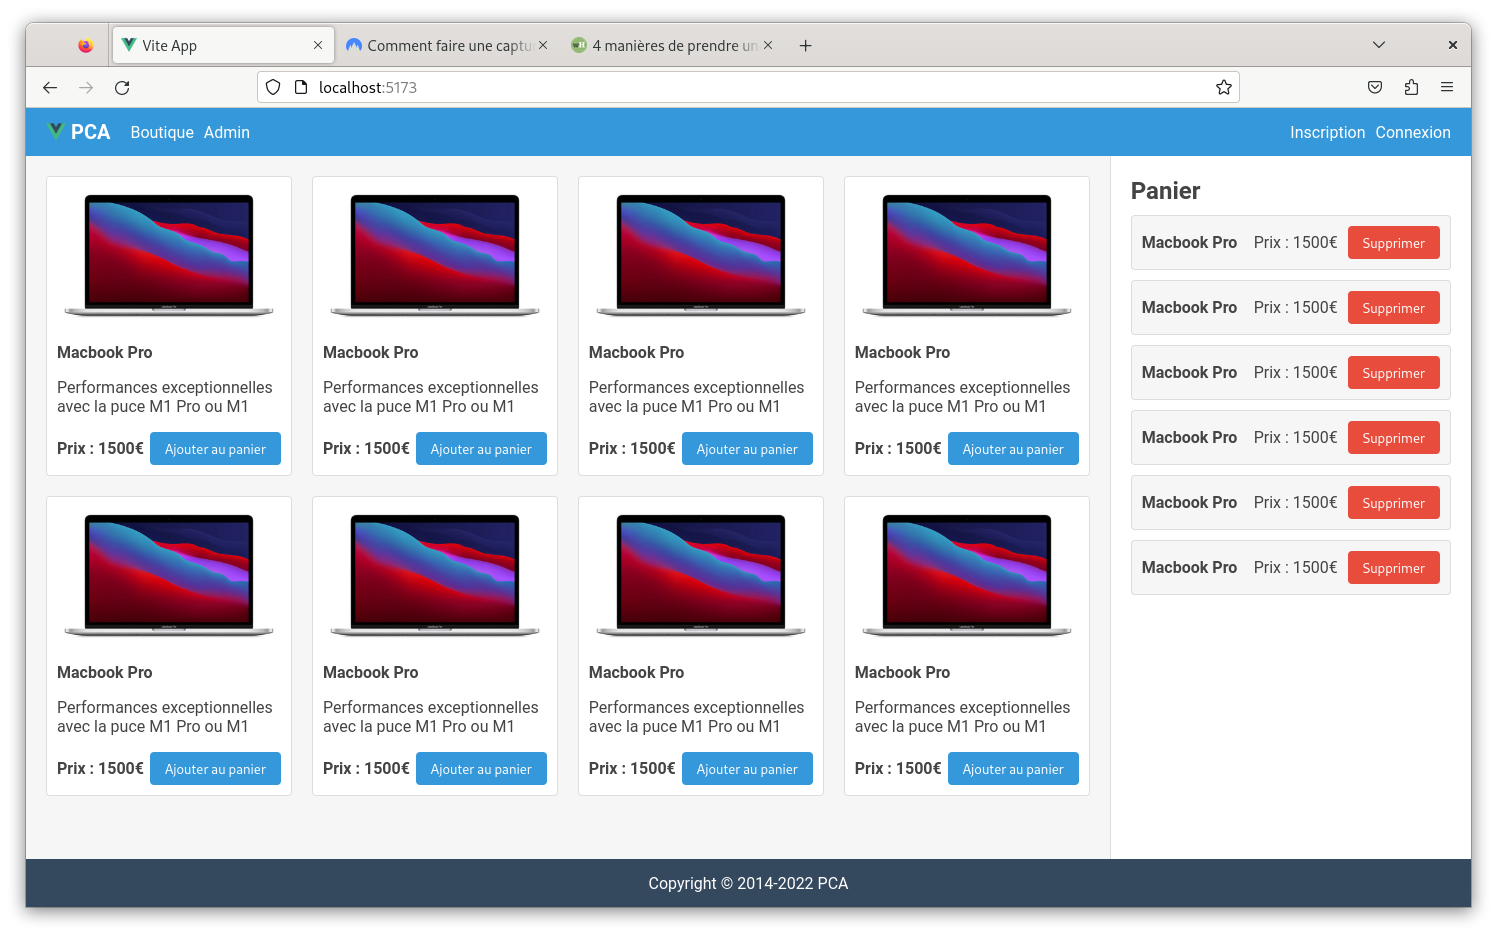 Vite App
Comment faire une captu
4 manières de prendre un
localhost:5173
PCA Boutique Admin
Inscription Connexion
Macbook Pro
Performances exceptionnelles
avec la puce M1 Pro ou M1
Prix : 1500€ Ajouter au panier
Macbook Pro
Performances exceptionnelles
avec la puce M1 Pro ou M1
Prix : 1500€ Ajouter au panier
Macbook Pro
Performances exceptionnelles
avec la puce M1 Pro ou M1
Prix : 1500€ Ajouter au panier
Macbook Pro
Performances exceptionnelles
avec la puce M1 Pro ou M1
Prix : 1500€ Ajouter au panier
Macbook Pro
Performances exceptionnelles
avec la puce M1 Pro ou M1
Prix : 1500€ Ajouter au panier
Macbook Pro
Performances exceptionnelles
avec la puce M1 Pro ou M1
Prix : 1500€ Ajouter au panier
Macbook Pro
Performances exceptionnelles
avec la puce M1 Pro ou M1
Prix : 1500€ Ajouter au panier
Macbook Pro
Performances exceptionnelles
avec la puce M1 Pro ou M1
Prix : 1500€ Ajouter au panier
Panier
Macbook Pro Prix : 1500€ Supprimer
Macbook Pro Prix : 1500€ Supprimer
Macbook Pro Prix : 1500€ Supprimer
Macbook Pro Prix : 1500€ Supprimer
Macbook Pro Prix : 1500€ Supprimer
Macbook Pro Prix : 1500€ Supprimer
Copyright © 2014-2022 PCA